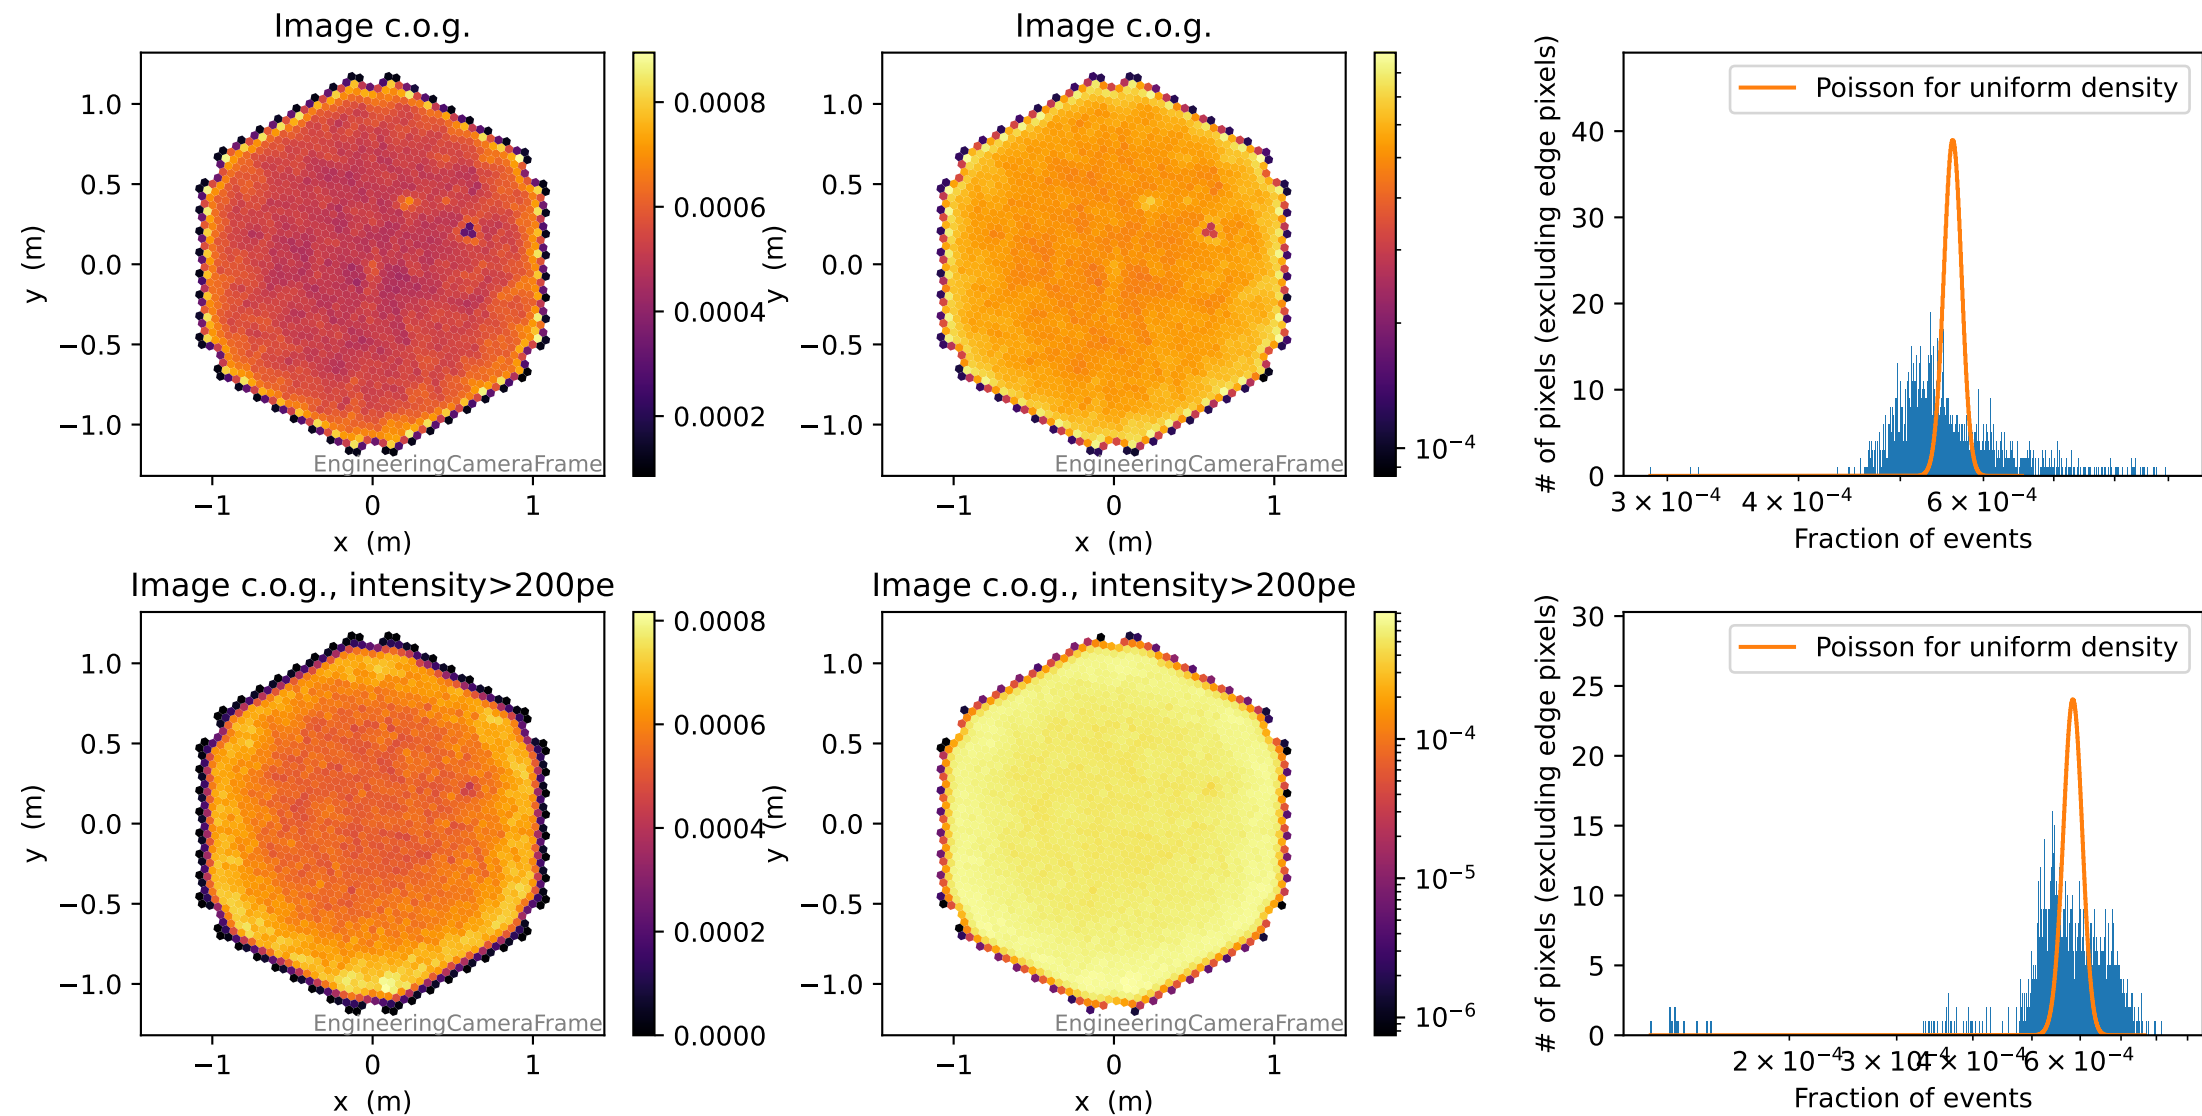 Image c.o.g.
1.0
0.5
0.0
−0.5
−1.0
y (m)
−1
0
1
x (m)
EngineeringCameraFrame
0.0008
0.0006
0.0004
0.0002
Image c.o.g.
1.0
0.5
0.0
−0.5
−1.0
y (m)
−1
0
1
x (m)
EngineeringCameraFrame
10⁻⁴
# of pixels (excluding edge pixels)
40
30
20
10
0
Poisson for uniform density
3 × 10⁻⁴
4 × 10⁻⁴
6 × 10⁻⁴
Fraction of events
Image c.o.g., intensity>200pe
1.0
0.5
0.0
−0.5
−1.0
y (m)
−1
0
1
x (m)
EngineeringCameraFrame
0.0008
0.0006
0.0004
0.0002
0.0000
Image c.o.g., intensity>200pe
1.0
0.5
0.0
−0.5
−1.0
y (m)
−1
0
1
x (m)
EngineeringCameraFrame
10⁻⁴
10⁻⁵
10⁻⁶
# of pixels (excluding edge pixels)
30
25
20
15
10
5
0
Poisson for uniform density
2 × 10⁻⁴
3 × 10⁻⁴
4 × 10⁻⁴
6 × 10⁻⁴
Fraction of events